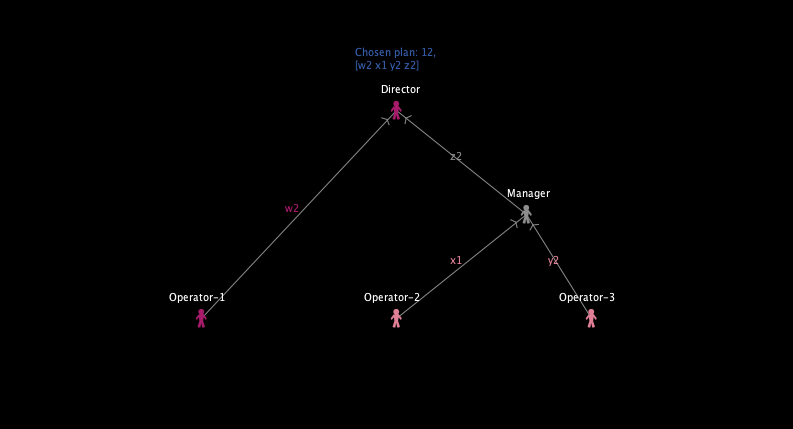 Chosen plan: 12,
[w2 x1 y2 z2]
Director
z2
Manager
w2
x1
y2
Operator-1
Operator-2
Operator-3